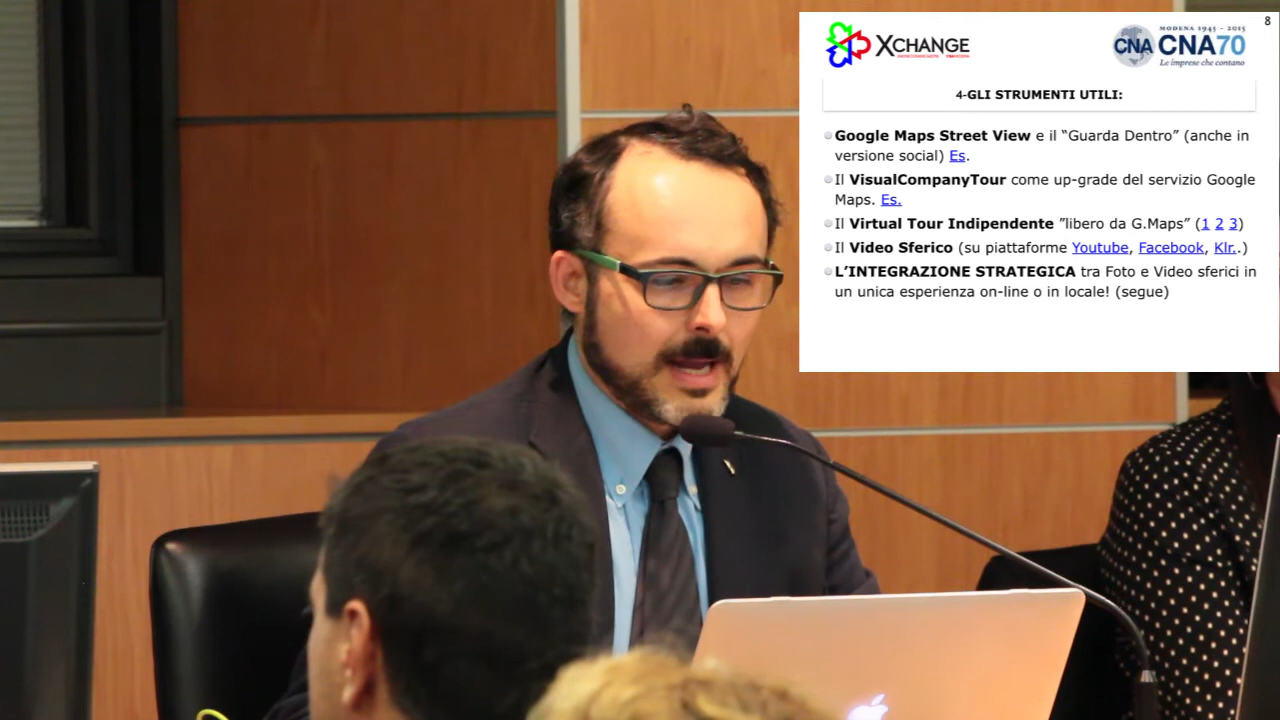 8
XCHANGE
CNA
MODENA 1945 - 2015
CNA70
Le imprese che contano
4-GLI STRUMENTI UTILI:
Google Maps Street View e il “Guarda Dentro” (anche in
versione social) Es.
Il VisualCompanyTour come up-grade del servizio Google
Maps. Es.
Il Virtual Tour Indipendente ”libero da G.Maps” (1 2 3)
Il Video Sferico (su piattaforme Youtube, Facebook, Klr..)
L’INTEGRAZIONE STRATEGICA tra Foto e Video sferici in
un unica esperienza on-line o in locale! (segue)